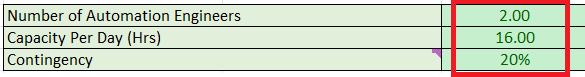 Number of Automation Engineers 2.00
Capacity Per Day (Hrs) 16.00
Contingency 20%